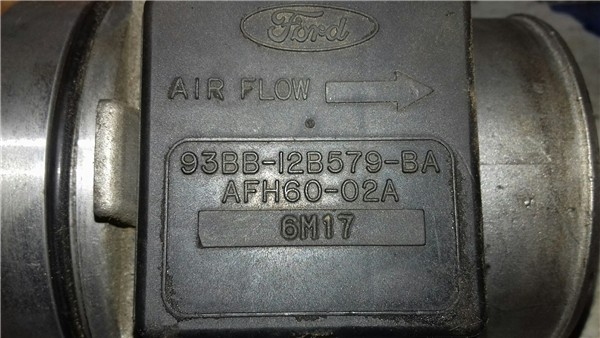 Ford
AIR FLOW
93BB-12B579-BA
AFH60-02A
6M17